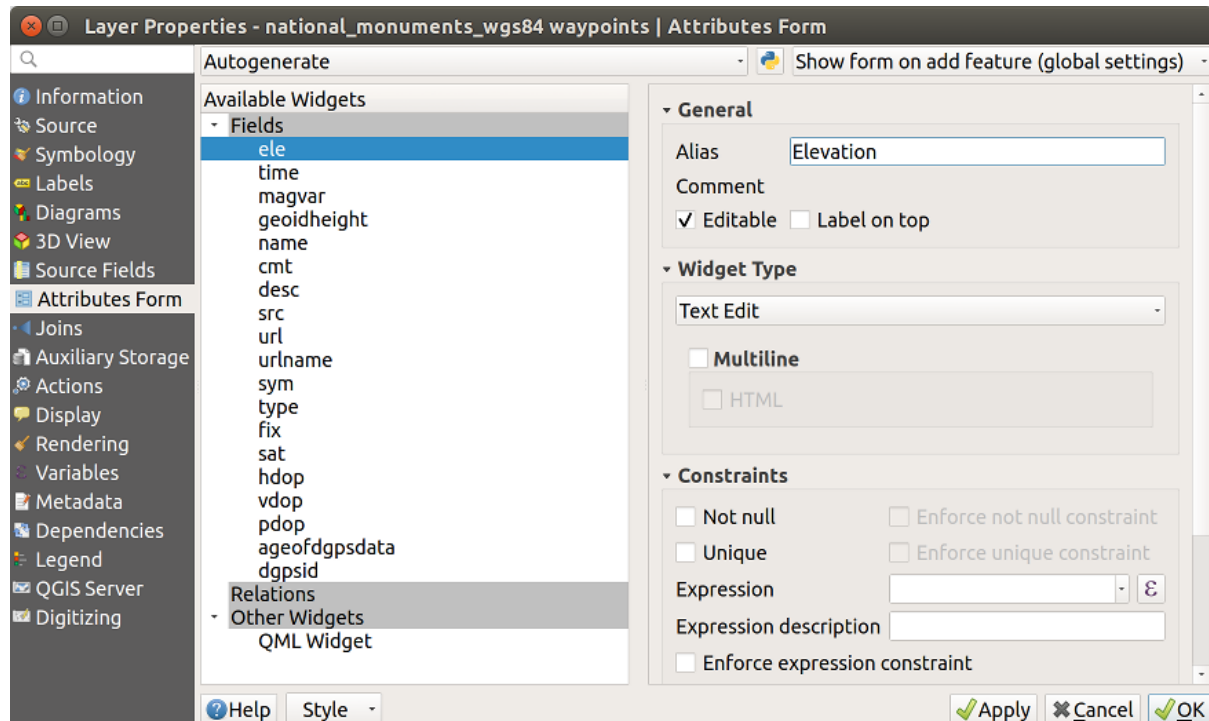 Layer Properties - national_monuments_wgs84 waypoints | Attributes Form
Autogenerate
Show form on add feature (global settings)
Information
Source
Symbology
Labels
Diagrams
3D View
Source Fields
Attributes Form
Joins
Auxiliary Storage
Actions
Display
Rendering
Variables
Metadata
Dependencies
Legend
QGIS Server
Digitizing
Available Widgets
Fields
ele
time
magvar
geoidheight
name
cmt
desc
src
url
urlname
sym
type
fix
sat
hdop
vdop
pdop
ageofdgpsdata
dgpsid
Relations
Other Widgets
QML Widget
General
Alias Elevation
Comment
Editable Label on top
Widget Type
Text Edit
Multiline
HTML
Constraints
Not null Enforce not null constraint
Unique Enforce unique constraint
Expression ε
Expression description
Enforce expression constraint
Help Style Apply Cancel OK